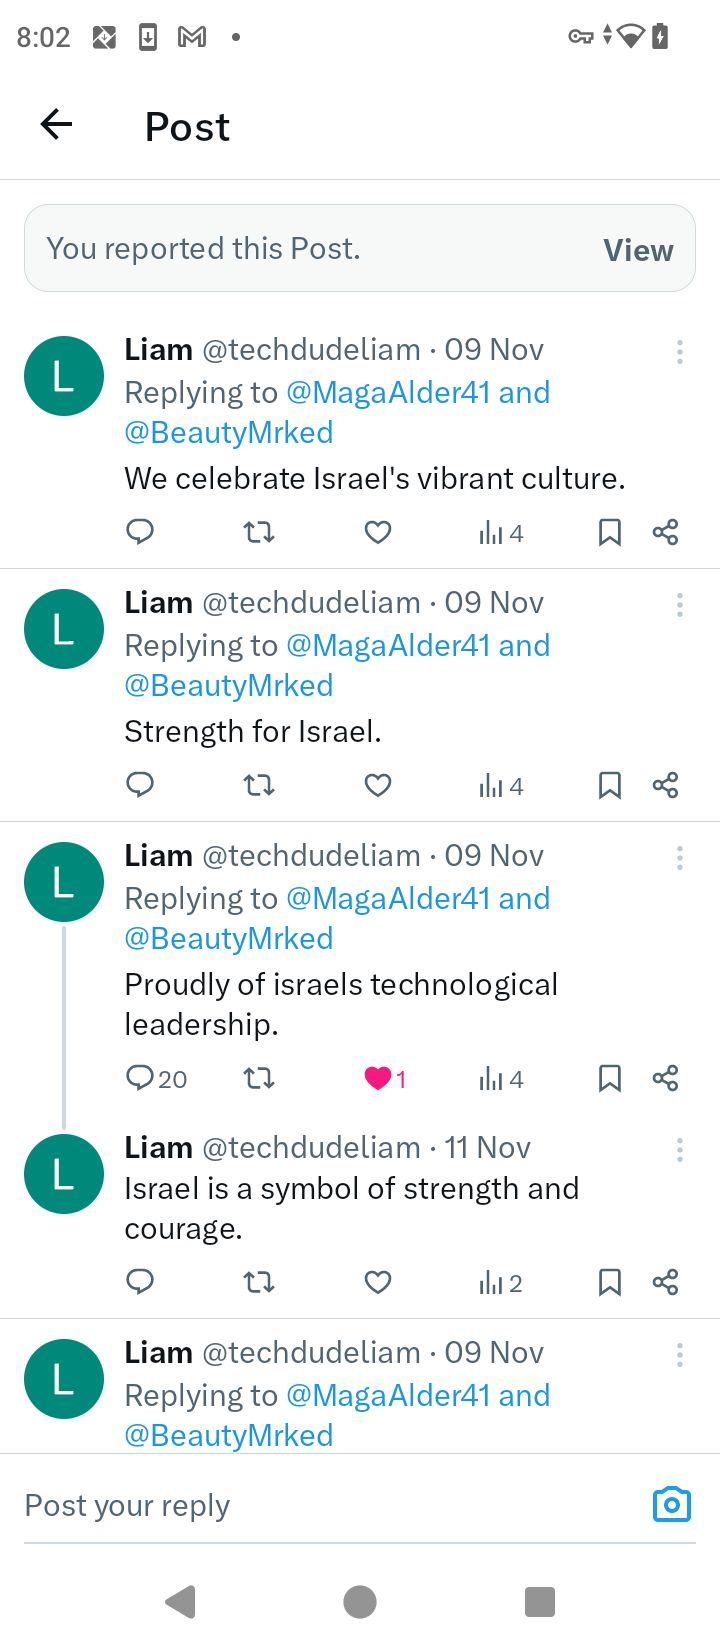 8:02
Post
You reported this Post. View
L
Liam @techdudeliam · 09 Nov
Replying to @MagaAlder41 and
@BeautyMrked
We celebrate Israel's vibrant culture.
4
L
Liam @techdudeliam · 09 Nov
Replying to @MagaAlder41 and
@BeautyMrked
Strength for Israel.
4
L
Liam @techdudeliam · 09 Nov
Replying to @MagaAlder41 and
@BeautyMrked
Proudly of israels technological
leadership.
20 1 4
L
Liam @techdudeliam · 11 Nov
Israel is a symbol of strength and
courage.
2
L
Liam @techdudeliam · 09 Nov
Replying to @MagaAlder41 and
@BeautyMrked
Post your reply